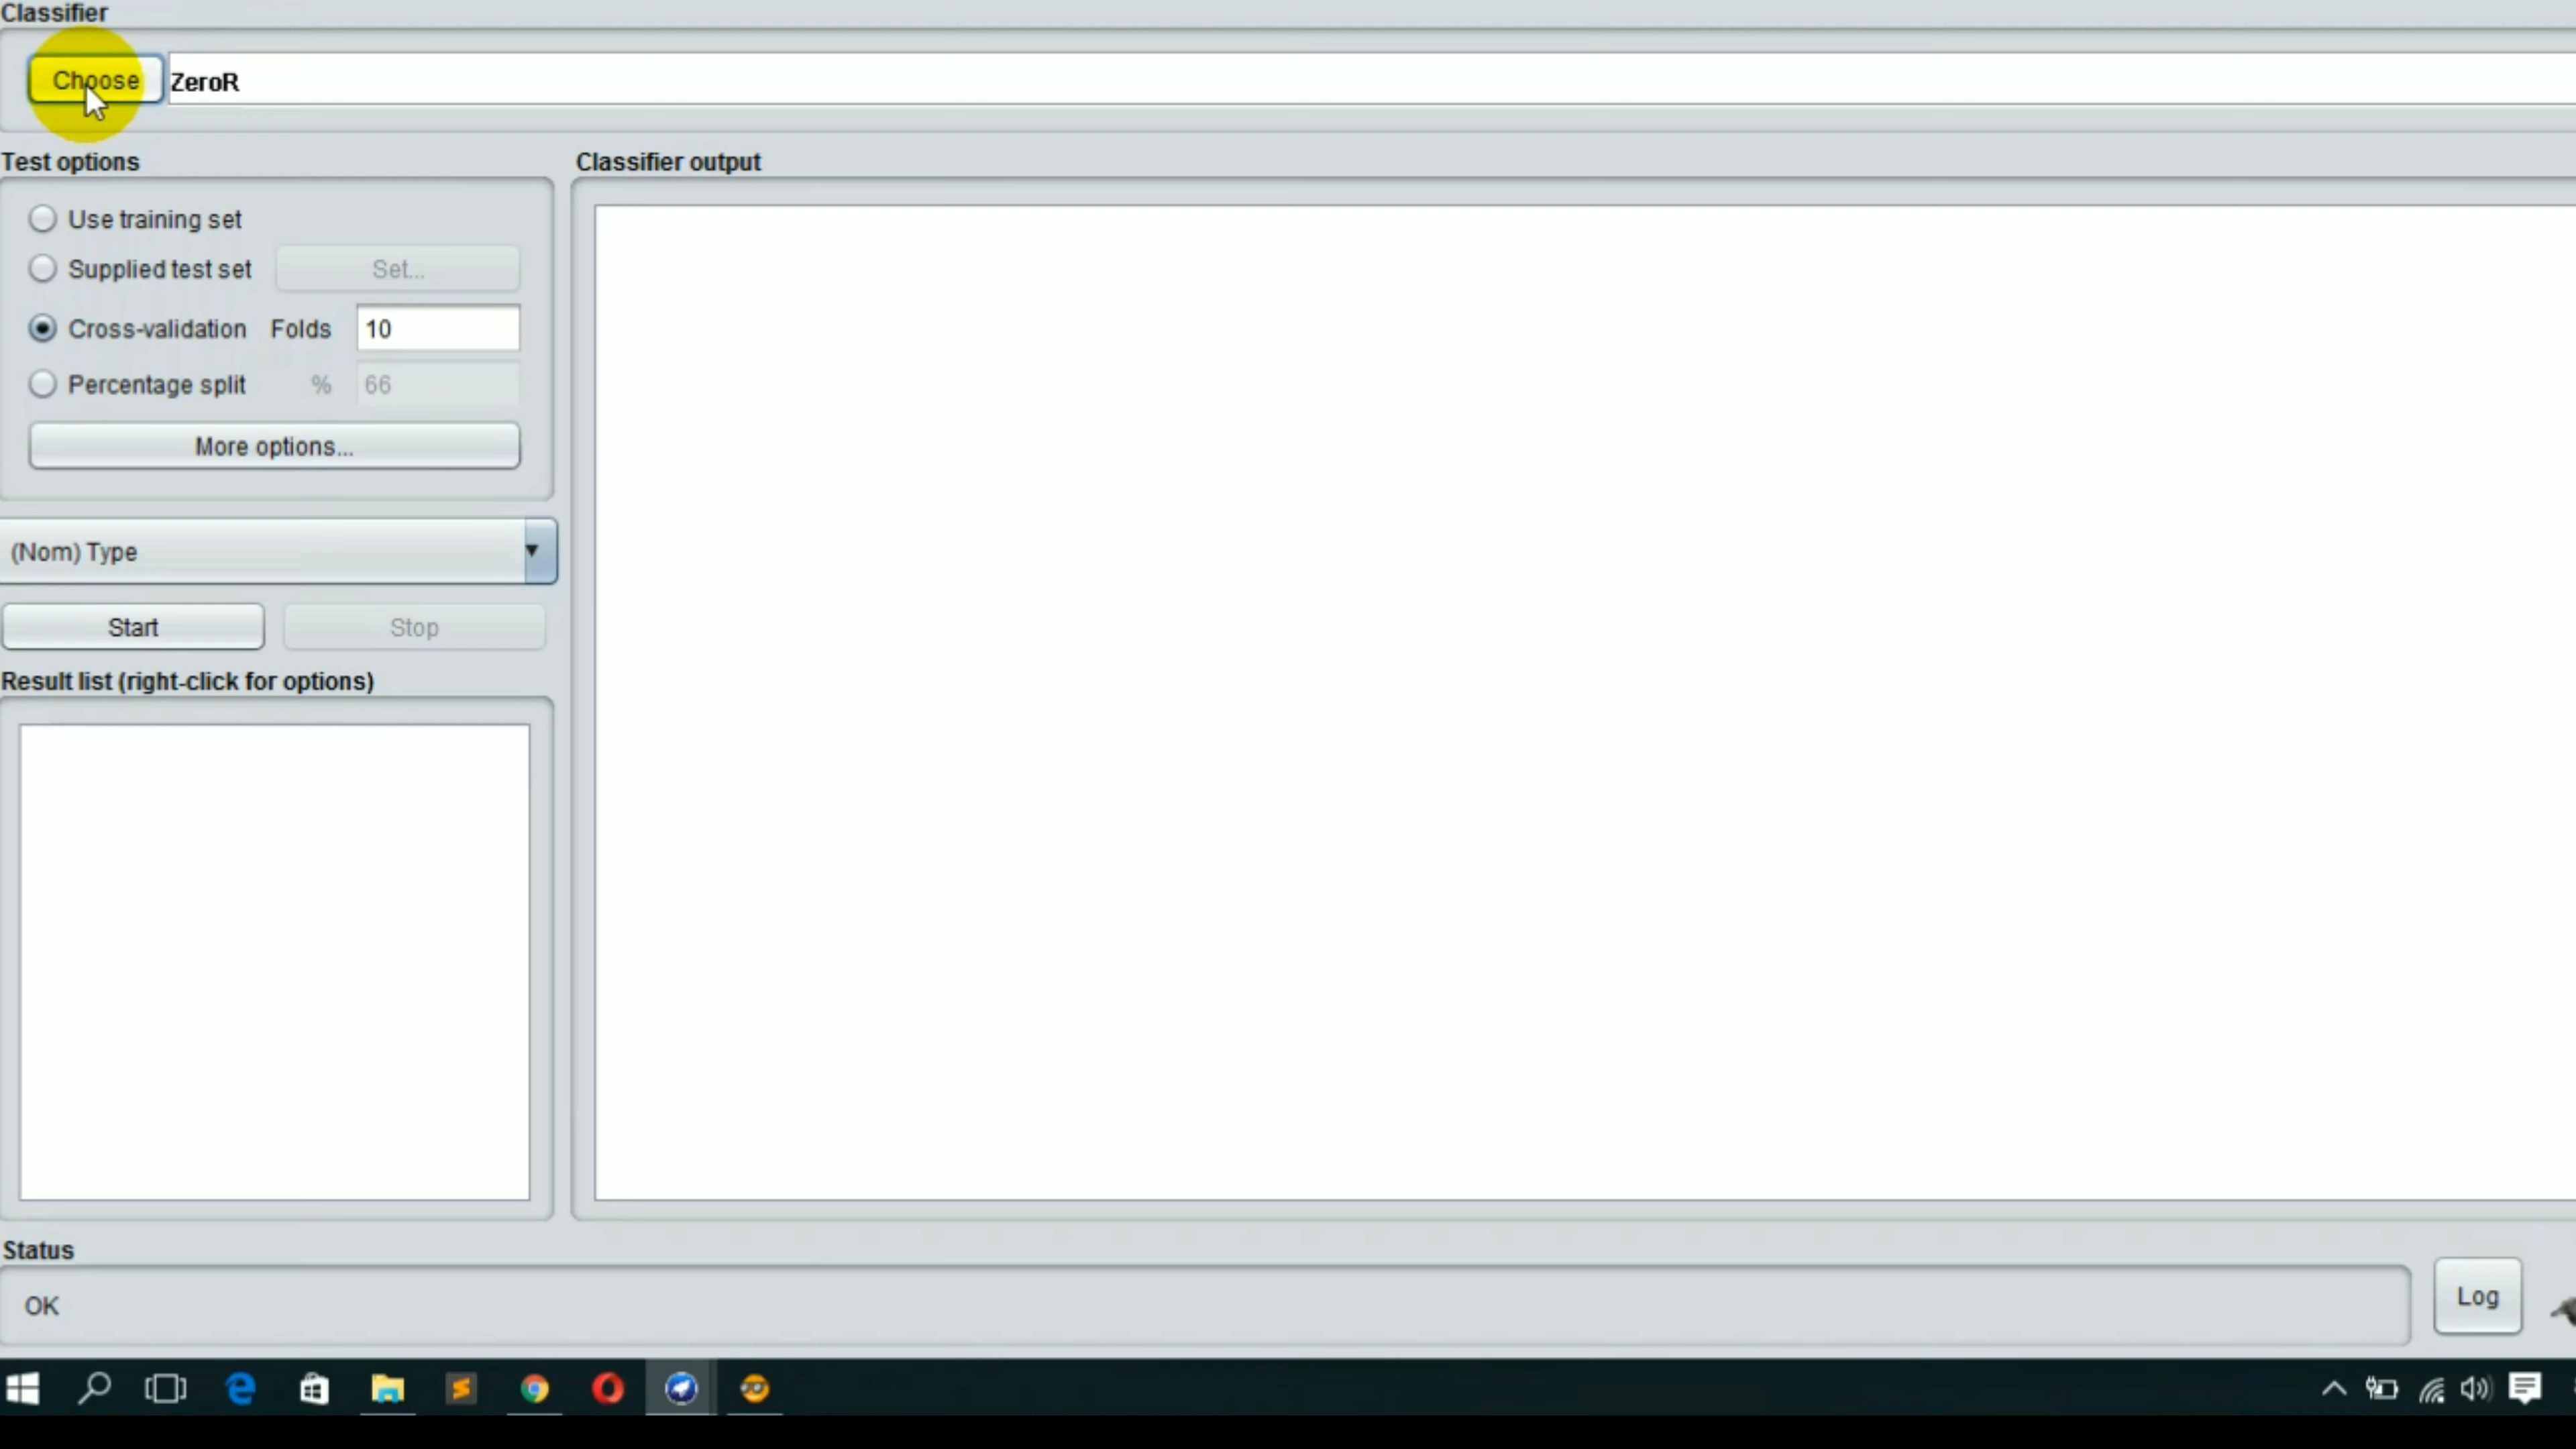 Classifier
Choose ZeroR
Test options
Classifier output
Use training set
Supplied test set Set...
Cross-validation Folds 10
Percentage split % 66
More options...
(Nom) Type
Start Stop
Result list (right-click for options)
Status
OK
Log